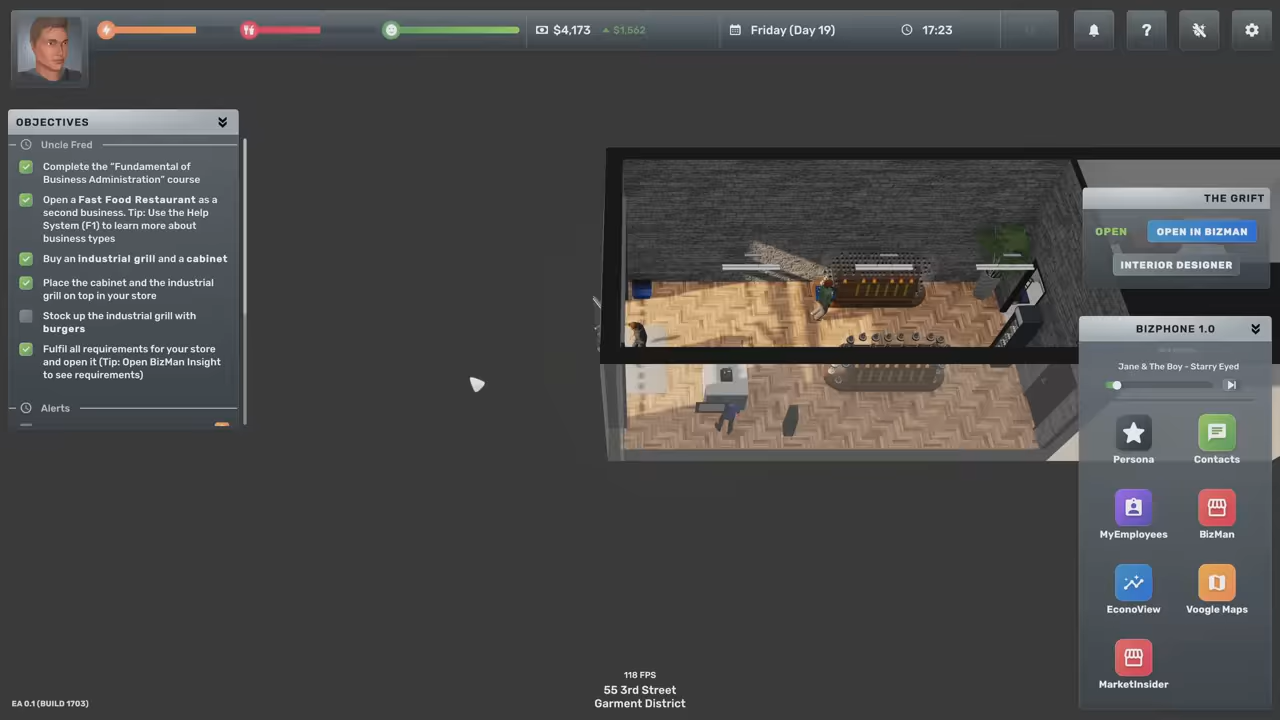 $4,173
$1,562
Friday (Day 19)
17:23
?
OBJECTIVES
Uncle Fred
Complete the "Fundamental of
Business Administration" course
Open a Fast Food Restaurant as a
second business. Tip: Use the Help
System (F1) to learn more about
business types
Buy an industrial grill and a cabinet
Place the cabinet and the industrial
grill on top in your store
Stock up the industrial grill with
burgers
Fulfil all requirements for your store
and open it (Tip: Open BizMan Insight
to see requirements)
Alerts
THE GRIFT
OPEN
OPEN IN BIZMAN
INTERIOR DESIGNER
BIZPHONE 1.0
Jane & The Boy - Starry Eyed
Persona
Contacts
MyEmployees
BizMan
EconoView
Voogle Maps
MarketInsider
118 FPS
55 3rd Street
Garment District
EA 0.1 (BUILD 1703)